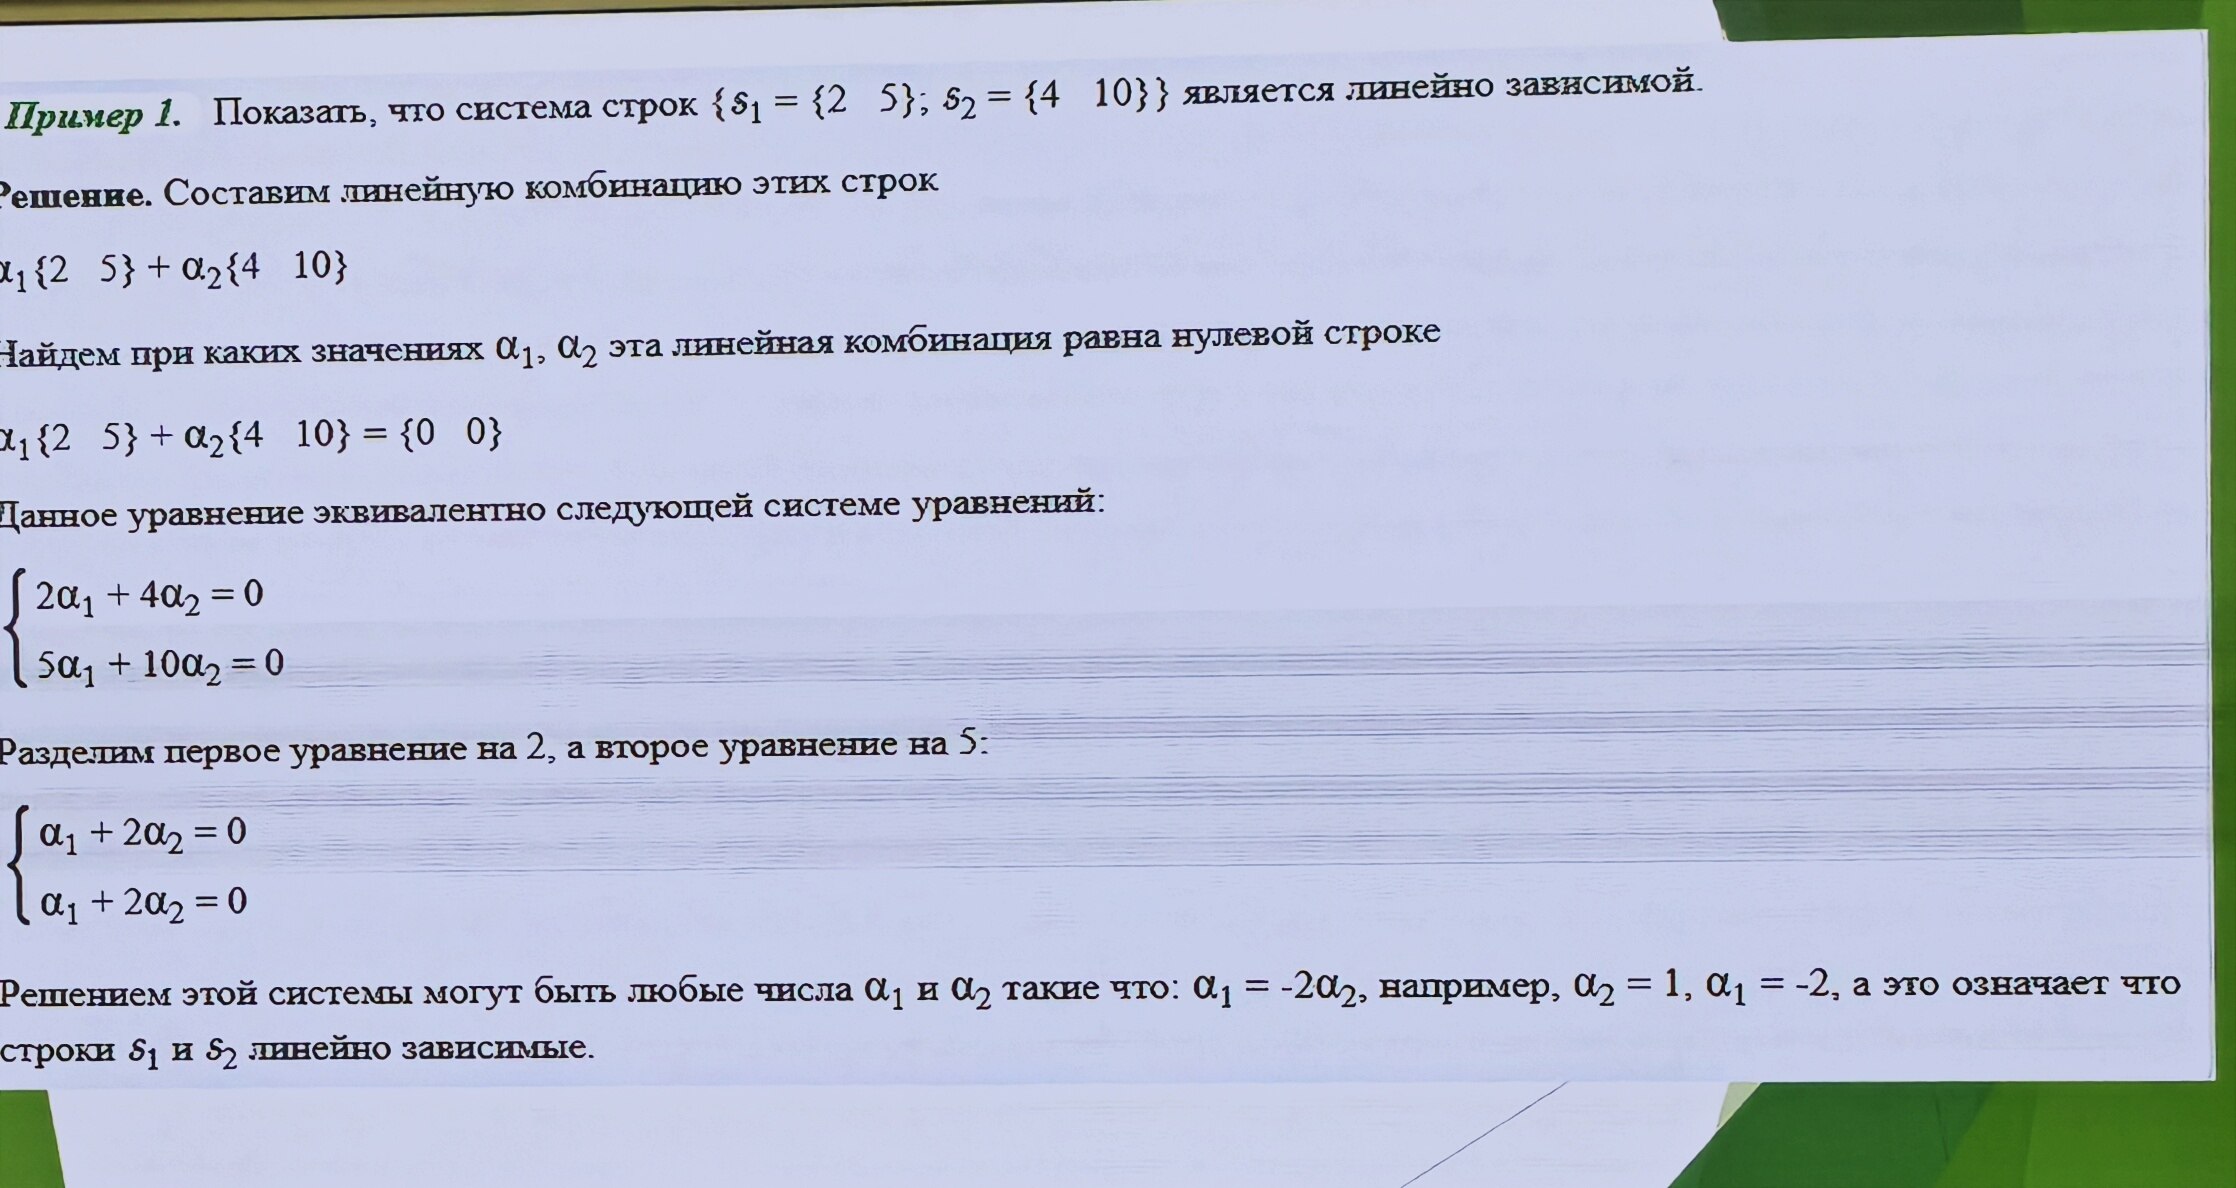 Пример 1. Показать, что система строк {s₁ = {2 5}; s₂ = {4 10}} является линейно зависимой.
Решение. Составим линейную комбинацию этих строк
α₁{2 5} + α₂{4 10}
Найдем при каких значениях α₁, α₂ эта линейная комбинация равна нулевой строке
α₁{2 5} + α₂{4 10} = {0 0}
Данное уравнение эквивалентно следующей системе уравнений:
2α₁ + 4α₂ = 0
5α₁ + 10α₂ = 0
Разделим первое уравнение на 2, а второе уравнение на 5:
α₁ + 2α₂ = 0
α₁ + 2α₂ = 0
Решением этой системы могут быть любые числа α₁ и α₂ такие что: α₁ = -2α₂, например, α₂ = 1, α₁ = -2, а это означает что
строки s₁ и s₂ линейно зависимые.